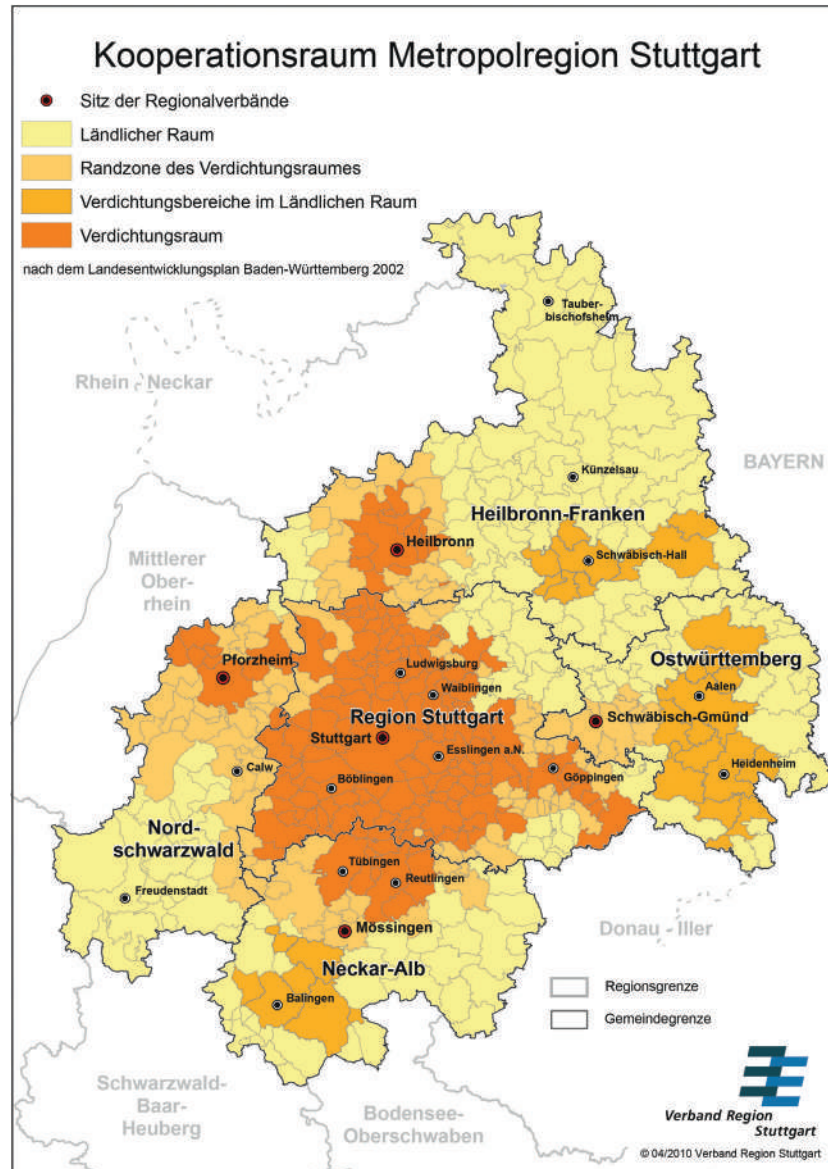 Kooperationsraum Metropolregion Stuttgart
Sitz der Regionalverbände
Ländlicher Raum
Randzone des Verdichtungsraumes
Verdichtungsbereiche im Ländlichen Raum
Verdichtungsraum
nach dem Landesentwicklungsplan Baden-Württemberg 2002
Tauber-
bischofsheim
Rhein - Neckar
BAYERN
Künzelsau
Heilbronn-Franken
Heilbronn
Schwäbisch-Hall
Mittlerer
Ober-
rhein
Pforzheim
Ludwigsburg
Waiblingen
Ostwürttemberg
Aalen
Region Stuttgart
Schwäbisch-Gmünd
Stuttgart
Esslingen a.N.
Göppingen
Heidenheim
Calw
Böblingen
Nord-
schwarzwald
Tübingen
Reutlingen
Freudenstadt
Mössingen
Donau - Iller
Neckar-Alb
Balingen
Regionsgrenze
Gemeindegrenze
Schwarzwald-
Baar-
Heuberg
Bodensee-
Oberschwaben
Verband Region
Stuttgart
© 04/2010 Verband Region Stuttgart